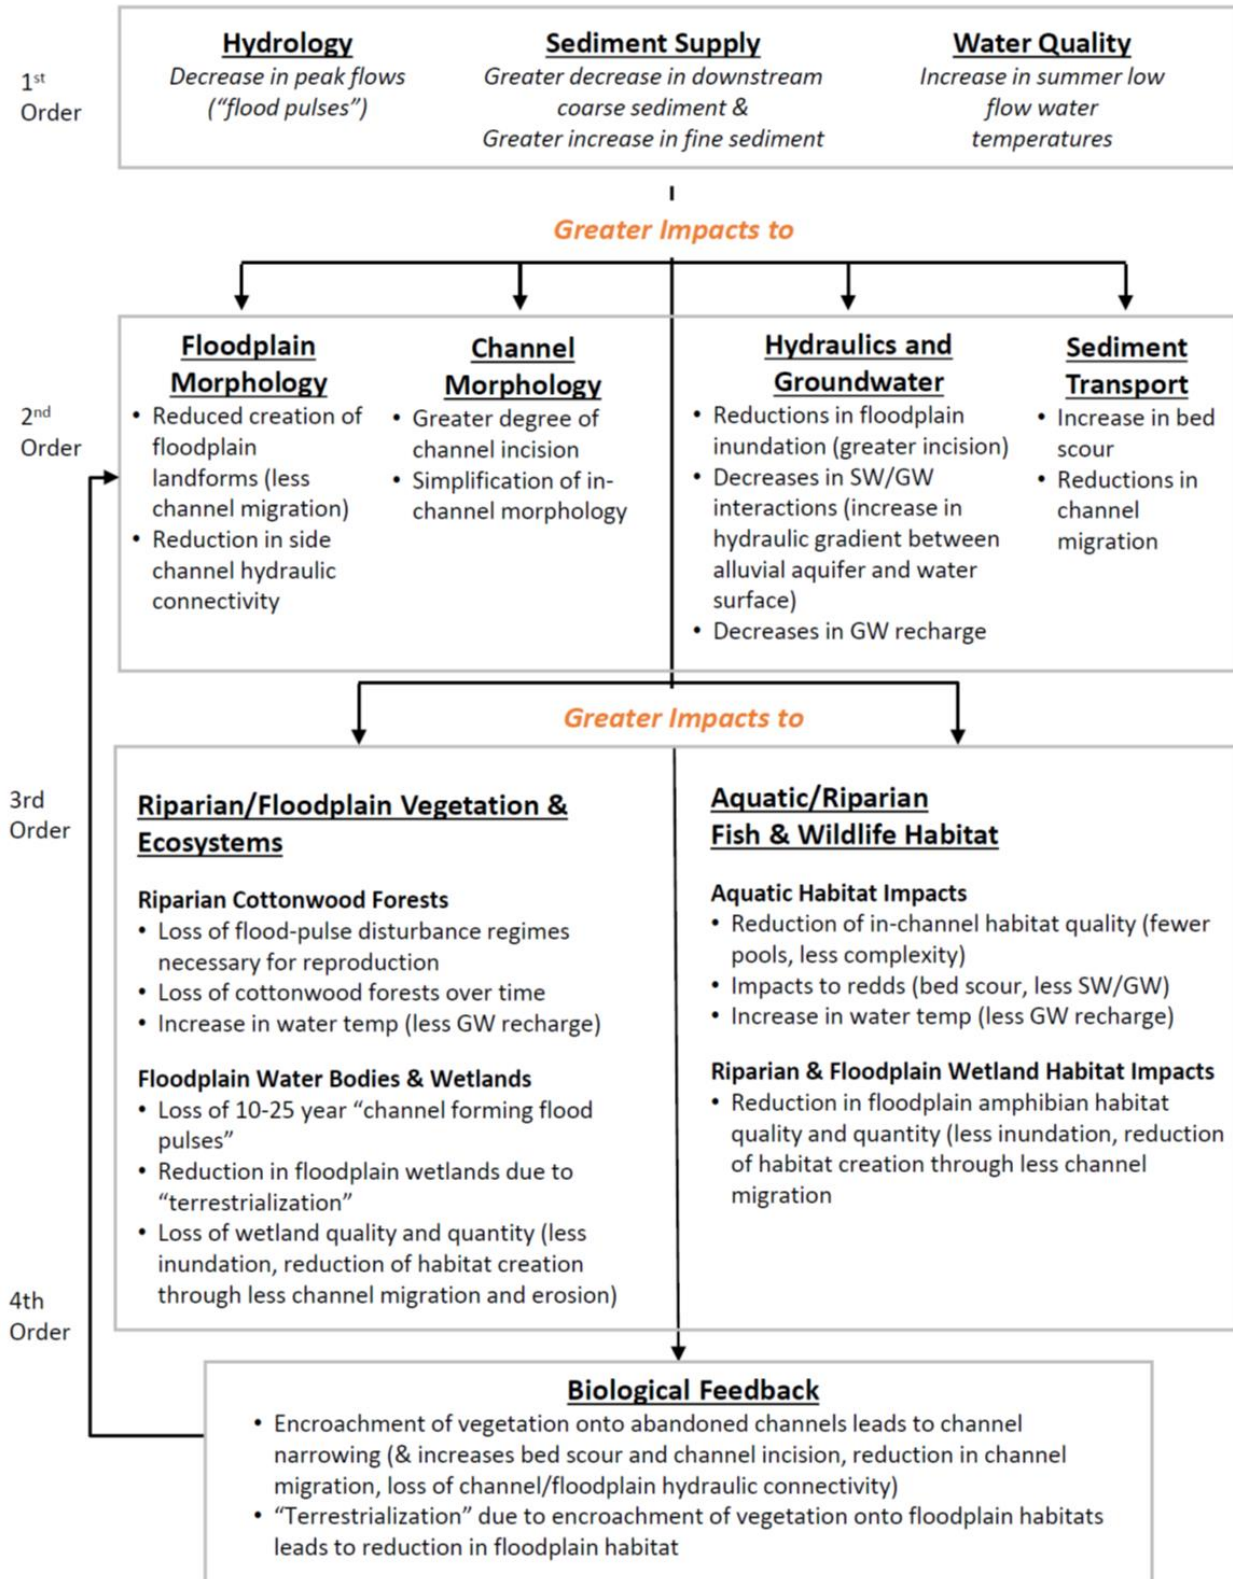 1st
Order
Hydrology
Decrease in peak flows
(“flood pulses”)
Sediment Supply
Greater decrease in downstream
coarse sediment &
Greater increase in fine sediment
Water Quality
Increase in summer low
flow water
temperatures
Greater Impacts to
2nd
Order
Floodplain
Morphology
• Reduced creation of
floodplain
landforms (less
channel migration)
• Reduction in side
channel hydraulic
connectivity
Channel
Morphology
• Greater degree of
channel incision
• Simplification of in-
channel morphology
Hydraulics and
Groundwater
• Reductions in floodplain
inundation (greater incision)
• Decreases in SW/GW
interactions (increase in
hydraulic gradient between
alluvial aquifer and water
surface)
• Decreases in GW recharge
Sediment
Transport
• Increase in bed
scour
• Reductions in
channel
migration
Greater Impacts to
3rd
Order
Riparian/Floodplain Vegetation &
Ecosystems
Riparian Cottonwood Forests
• Loss of flood-pulse disturbance regimes
necessary for reproduction
• Loss of cottonwood forests over time
• Increase in water temp (less GW recharge)
Floodplain Water Bodies & Wetlands
• Loss of 10-25 year “channel forming flood
pulses”
• Reduction in floodplain wetlands due to
“terrestrialization”
• Loss of wetland quality and quantity (less
inundation, reduction of habitat creation
through less channel migration and erosion)
Aquatic/Riparian
Fish & Wildlife Habitat
Aquatic Habitat Impacts
• Reduction of in-channel habitat quality (fewer
pools, less complexity)
• Impacts to redds (bed scour, less SW/GW)
• Increase in water temp (less GW recharge)
Riparian & Floodplain Wetland Habitat Impacts
• Reduction in floodplain amphibian habitat
quality and quantity (less inundation, reduction
of habitat creation through less channel
migration
4th
Order
Biological Feedback
• Encroachment of vegetation onto abandoned channels leads to channel
narrowing (& increases bed scour and channel incision, reduction in channel
migration, loss of channel/floodplain hydraulic connectivity)
• “Terrestrialization” due to encroachment of vegetation onto floodplain habitats
leads to reduction in floodplain habitat